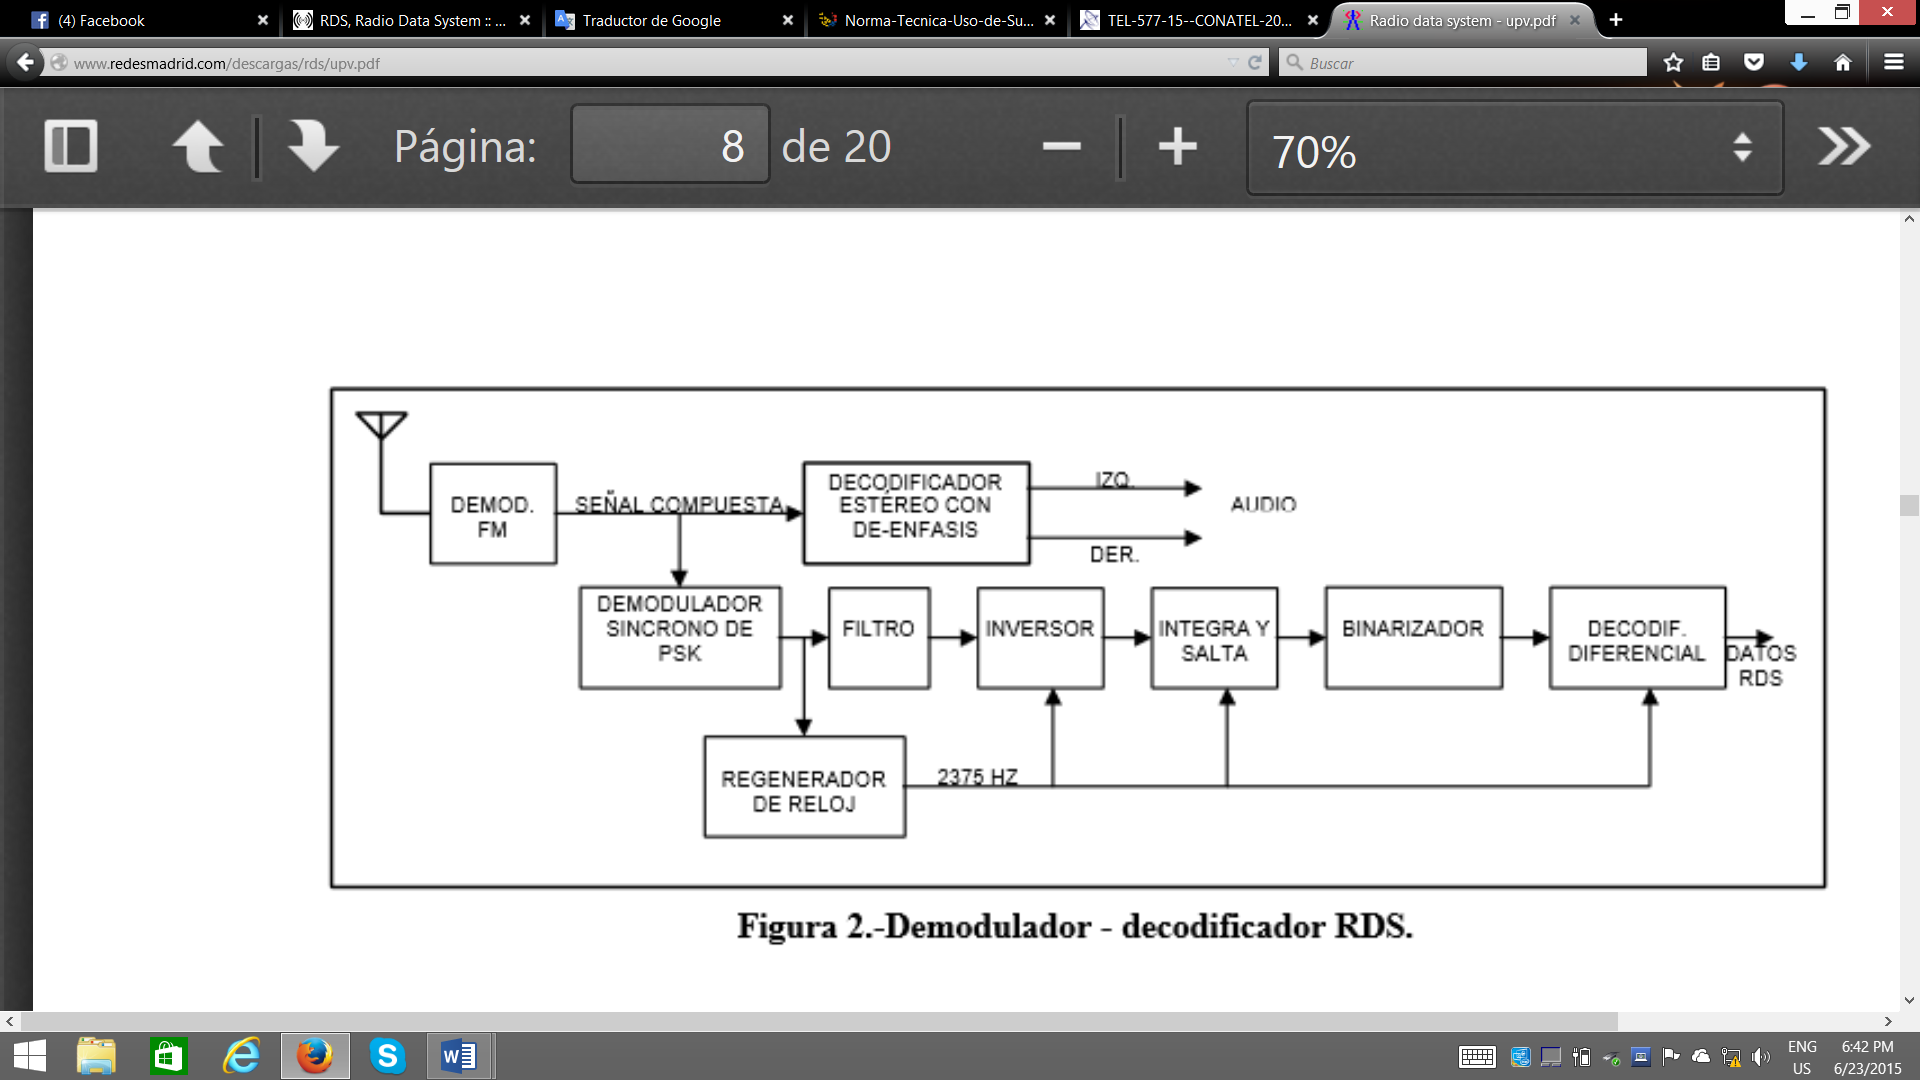 (4) Facebook
RDS, Radio Data System :: ...
Traductor de Google
Norma-Tecnica-Uso-de-Su...
TEL-577-15--CONATEL-20...
Radio data system - upv.pdf
www.redesmadrid.com/descargas/rds/upv.pdf
Buscar
Página: 8 de 20
70%
DEMOD.
FM
SEÑAL COMPUESTA
DECODIFICADOR
ESTÉREO CON
DE-ENFASIS
IZQ.
DER.
AUDIO
DEMODULADOR
SINCRONO DE
PSK
FILTRO
INVERSOR
INTEGRA Y
SALTA
BINARIZADOR
DECODIF.
DIFERENCIAL
DATOS
RDS
REGENERADOR
DE RELOJ
2375 HZ
Figura 2.-Demodulador - decodificador RDS.
ENG
US
6:42 PM
6/23/2015